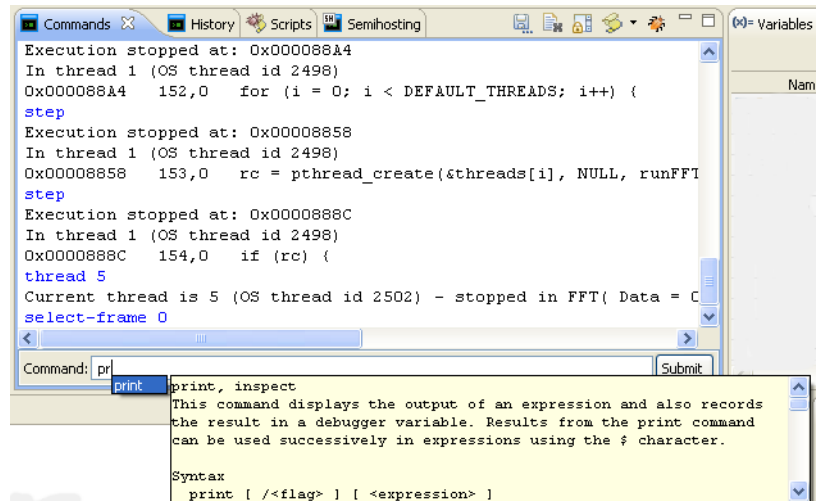 Commands History Scripts Semihosting (x)= Variables
Nam
Execution stopped at: 0x000088A4
In thread 1 (OS thread id 2498)
0x000088A4 152,0 for (i = 0; i < DEFAULT_THREADS; i++) {
step
Execution stopped at: 0x00008858
In thread 1 (OS thread id 2498)
0x00008858 153,0 rc = pthread_create(&threads[i], NULL, runFFT
step
Execution stopped at: 0x0000888C
In thread 1 (OS thread id 2498)
0x0000888C 154,0 if (rc) {
thread 5
Current thread is 5 (OS thread id 2502) - stopped in FFT( Data = 0
select-frame 0
Command: pr Submit
print
print, inspect
This command displays the output of an expression and also records
the result in a debugger variable. Results from the print command
can be used successively in expressions using the $ character.
Syntax
print [ /<flag> ] [ <expression> ]